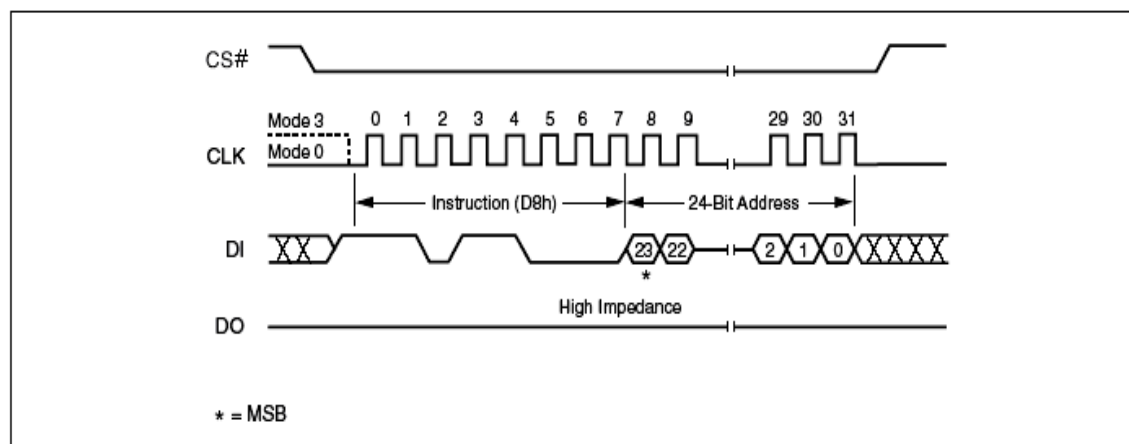 CS#
Mode 3
0 1 2 3 4 5 6 7 8 9 29 30 31
CLK
Mode 0
Instruction (D8h)
24-Bit Address
DI
23 22 2 1 0
*
High Impedance
DO
* = MSB